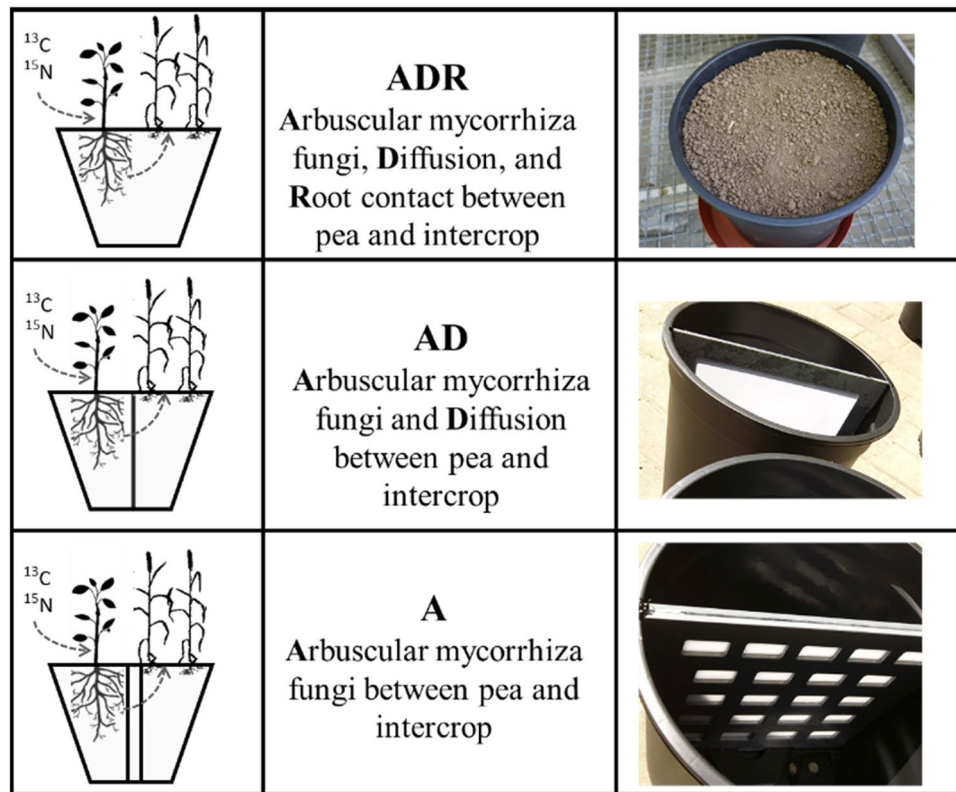 ¹³C
¹⁵N
ADR
Arbuscular mycorrhiza
fungi, Diffusion, and
Root contact between
pea and intercrop
¹³C
¹⁵N
AD
Arbuscular mycorrhiza
fungi and Diffusion
between pea and
intercrop
¹³C
¹⁵N
A
Arbuscular mycorrhiza
fungi between pea and
intercrop